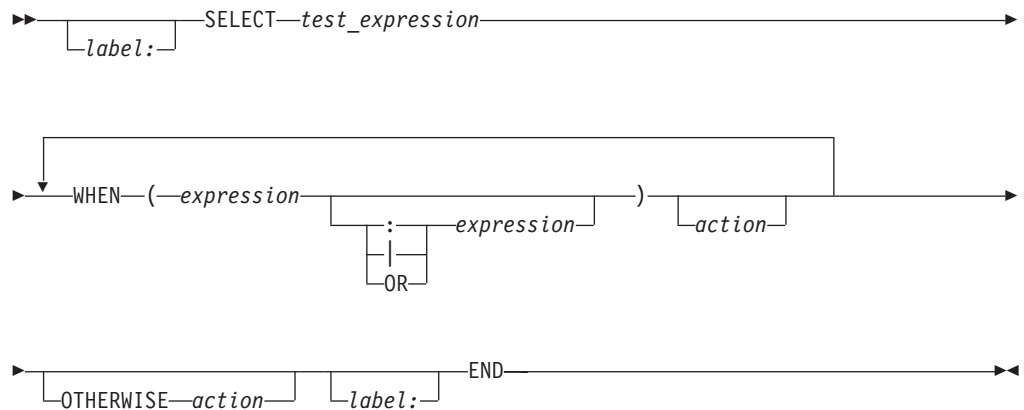 SELECT test_expression
label:
WHEN ( expression )
: expression action
|
OR
END
OTHERWISE action label: